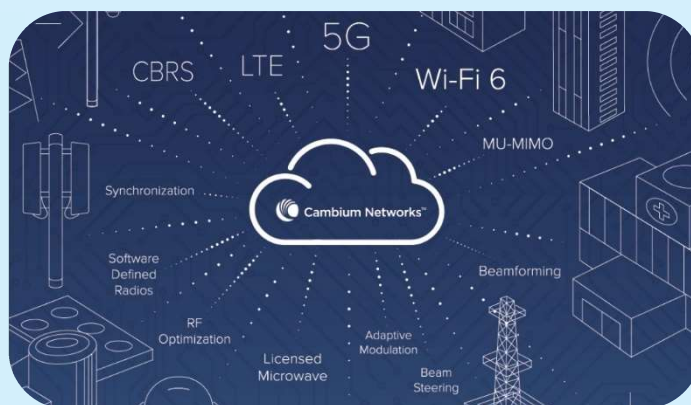 5G
CBRS
LTE
Wi-Fi 6
MU-MIMO
Synchronization
Cambium Networks™
Software
Defined
Radios
Beamforming
RF
Optimization
Adaptive
Modulation
Licensed
Microwave
Beam
Steering